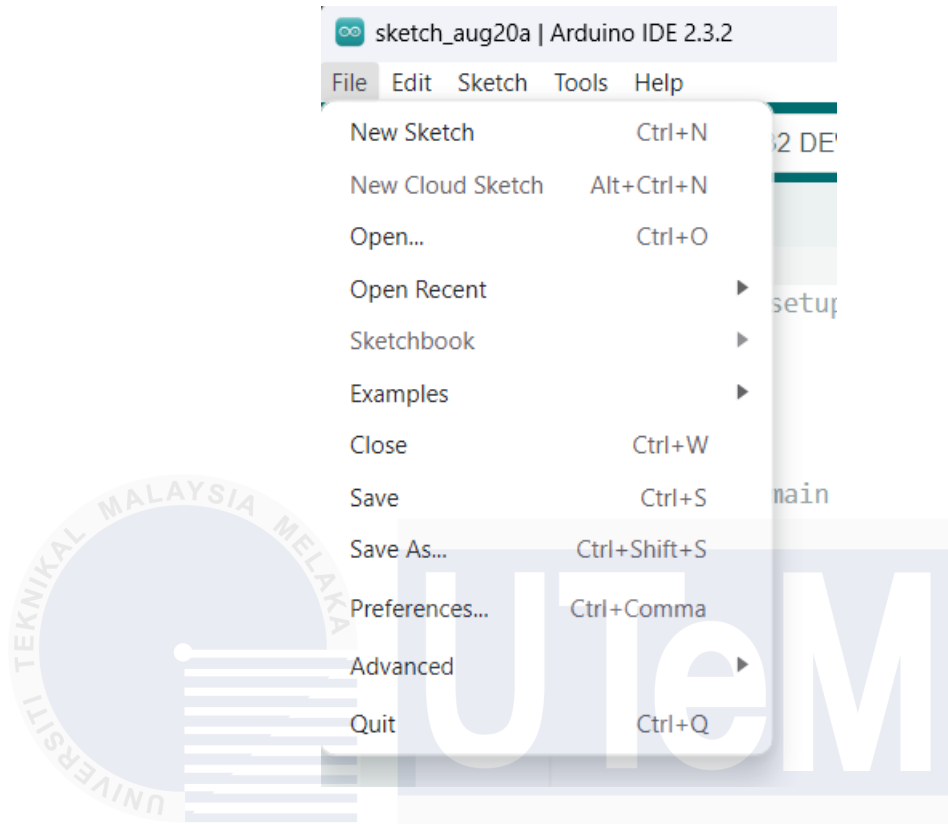 sketch_aug20a | Arduino IDE 2.3.2
File Edit Sketch Tools Help
New Sketch Ctrl+N
New Cloud Sketch Alt+Ctrl+N
Open... Ctrl+O
Open Recent
Sketchbook
Examples
Close Ctrl+W
Save Ctrl+S
Save As... Ctrl+Shift+S
Preferences... Ctrl+Comma
Advanced
Quit Ctrl+Q
setup
main
UNIVERSITI TEKNIKAL MALAYSIA MELAKA
UTeM